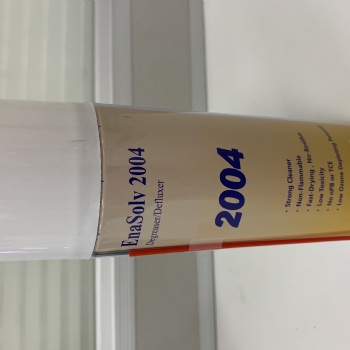 EnaSolv 2004
Degreaser/Defluxer
2004
• Strong Cleaner
• Non-Flammable
• Fast-Drying, No-Residue
• Low Toxicity
• No nPB or TCE
• Low Ozone Depleting